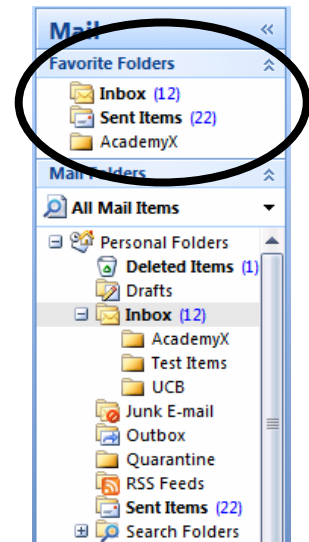 Mail
Favorite Folders
Inbox (12)
Sent Items (22)
AcademyX
Mail Folders
All Mail Items
Personal Folders
Deleted Items (1)
Drafts
Inbox (12)
AcademyX
Test Items
UCB
Junk E-mail
Outbox
Quarantine
RSS Feeds
Sent Items (22)
Search Folders